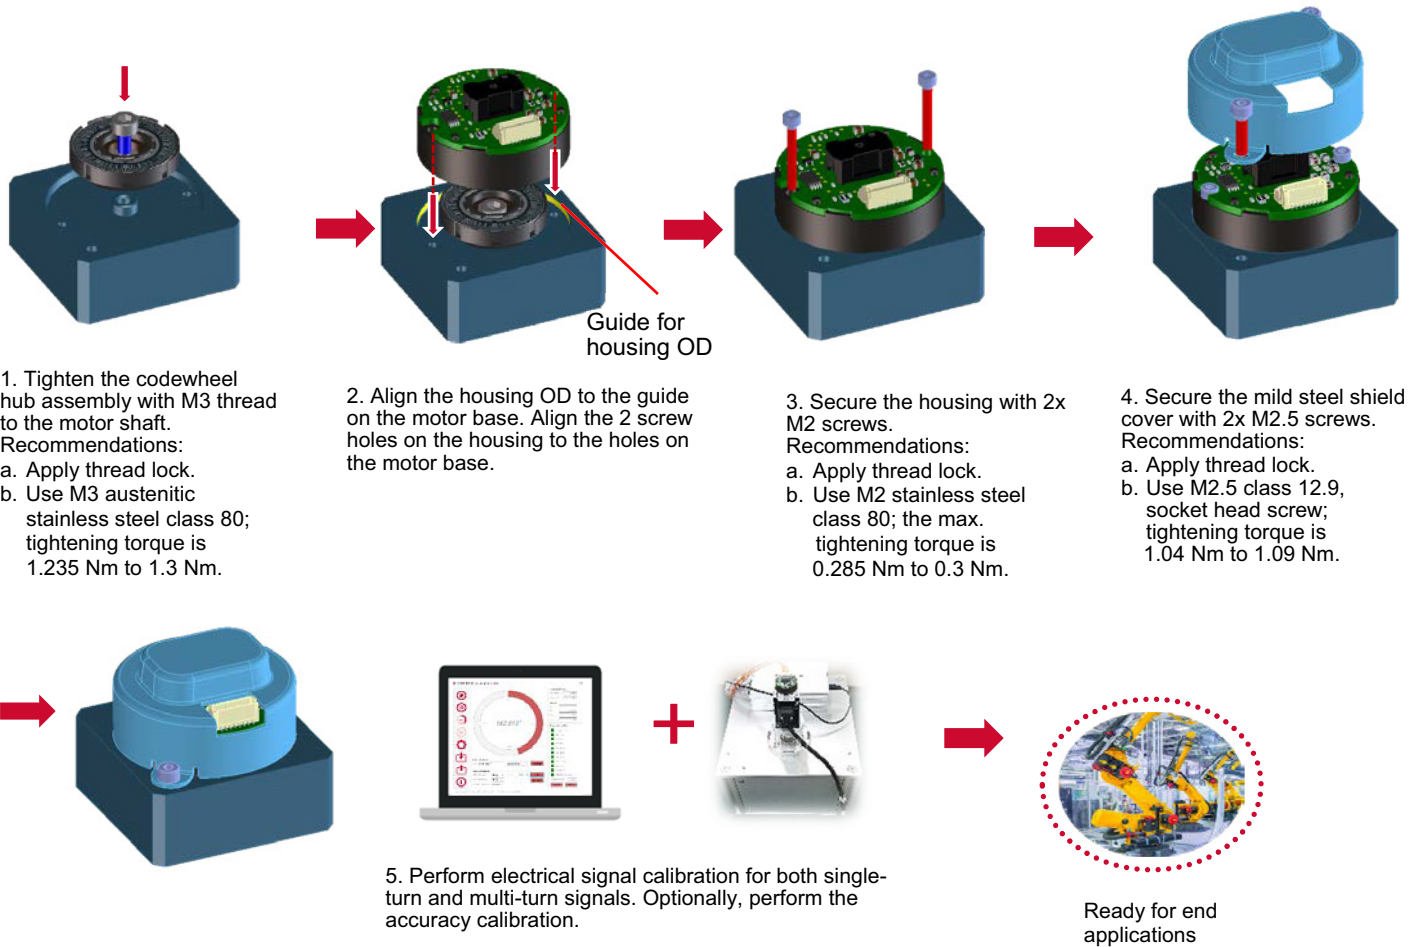 Guide for
housing OD
1. Tighten the codewheel
hub assembly with M3 thread
to the motor shaft.
Recommendations:
a. Apply thread lock.
b. Use M3 austenitic
stainless steel class 80;
tightening torque is
1.235 Nm to 1.3 Nm.
2. Align the housing OD to the guide
on the motor base. Align the 2 screw
holes on the housing to the holes on
the motor base.
3. Secure the housing with 2x
M2 screws.
Recommendations:
a. Apply thread lock.
b. Use M2 stainless steel
class 80; the max.
tightening torque is
0.285 Nm to 0.3 Nm.
4. Secure the mild steel shield
cover with 2x M2.5 screws.
Recommendations:
a. Apply thread lock.
b. Use M2.5 class 12.9,
socket head screw;
tightening torque is
1.04 Nm to 1.09 Nm.
5. Perform electrical signal calibration for both single-
turn and multi-turn signals. Optionally, perform the
accuracy calibration.
Ready for end
applications